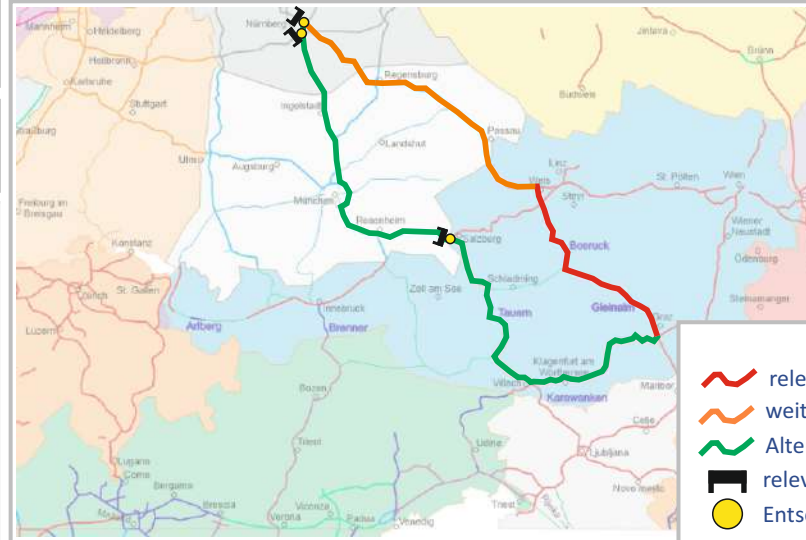 Mannheim
Heidelberg
Nürnberg
Jihlava
Brünn
Heilbronn
Karlsruhe
Regensburg
Budweis
Stuttgart
Ingolstadt
Straßburg
Landshut
Passau
Ulm
Augsburg
Linz
Wels
St. Pölten
Wien
Freiburg im
Breisgau
München
Steyr
Rosenheim
Wiener
Neustadt
Konstanz
Salzburg
Bosruck
Ödenburg
Zürich
St. Gallen
Zell am See
Schladming
Steinamanger
Innsbruck
Gleinalm
Luzern
Arlberg
Brenner
Tauern
Graz
Klagenfurt am
Wörthersee
Bozen
Villach
Karawanken
Maribor
rele
weit
Celje
Trient
Udine
Alte
Lugano
Ljubljana
Como
Bergamo
relev
Novo mesto
Brescia
Vicenza
Triest
Rijeka
Verona
Padua
Venedig
Ents